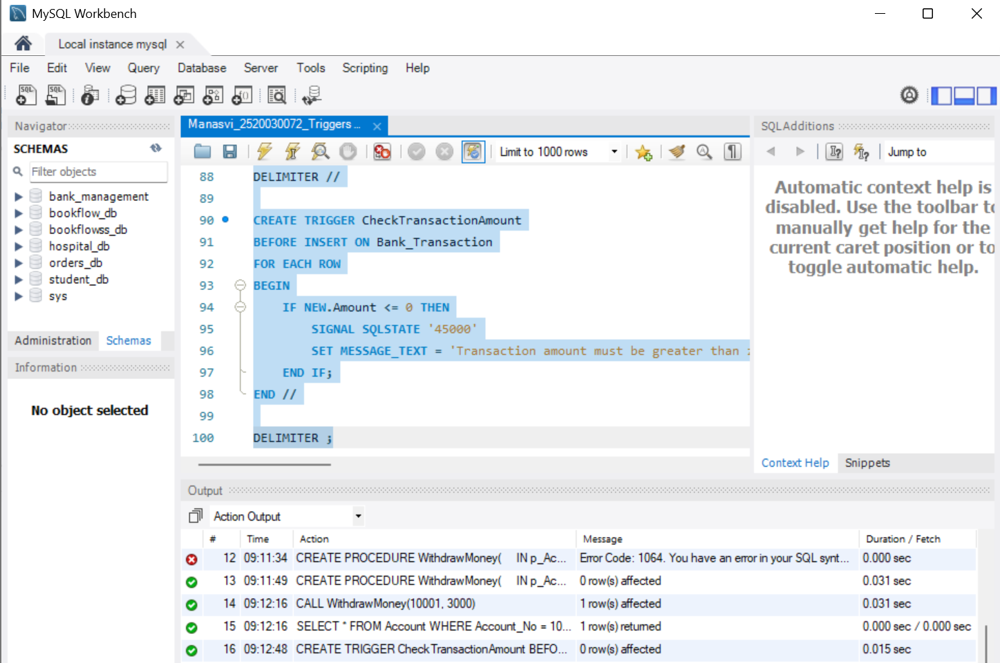 MySQL Workbench
Local instance mysql
File Edit View Query Database Server Tools Scripting Help
Navigator
SCHEMAS
Filter objects
bank_management
bookflow_db
bookflowss_db
hospital_db
orders_db
student_db
sys
Administration Schemas
Information
No object selected
Manasvi_2520030072_Triggers ...
Limit to 1000 rows
88 DELIMITER //
89
90 CREATE TRIGGER CheckTransactionAmount
91 BEFORE INSERT ON Bank_Transaction
92 FOR EACH ROW
93 BEGIN
94 IF NEW.Amount <= 0 THEN
95 SIGNAL SQLSTATE '45000'
96 SET MESSAGE_TEXT = 'Transaction amount must be greater than
97 END IF;
98 END //
99
100 DELIMITER ;
SQLAdditions
Jump to
Automatic context help is
disabled. Use the toolbar to
manually get help for the
current caret position or to
toggle automatic help.
Context Help Snippets
Output
Action Output
# Time Action Message Duration / Fetch
12 09:11:34 CREATE PROCEDURE WithdrawMoney( IN p_Ac... Error Code: 1064. You have an error in your SQL synt... 0.000 sec
13 09:11:49 CREATE PROCEDURE WithdrawMoney( IN p_Ac... 0 row(s) affected 0.031 sec
14 09:12:16 CALL WithdrawMoney(10001, 3000) 1 row(s) affected 0.031 sec
15 09:12:16 SELECT * FROM Account WHERE Account_No = 10... 1 row(s) returned 0.000 sec / 0.000 sec
16 09:12:48 CREATE TRIGGER CheckTransactionAmount BEFO... 0 row(s) affected 0.015 sec